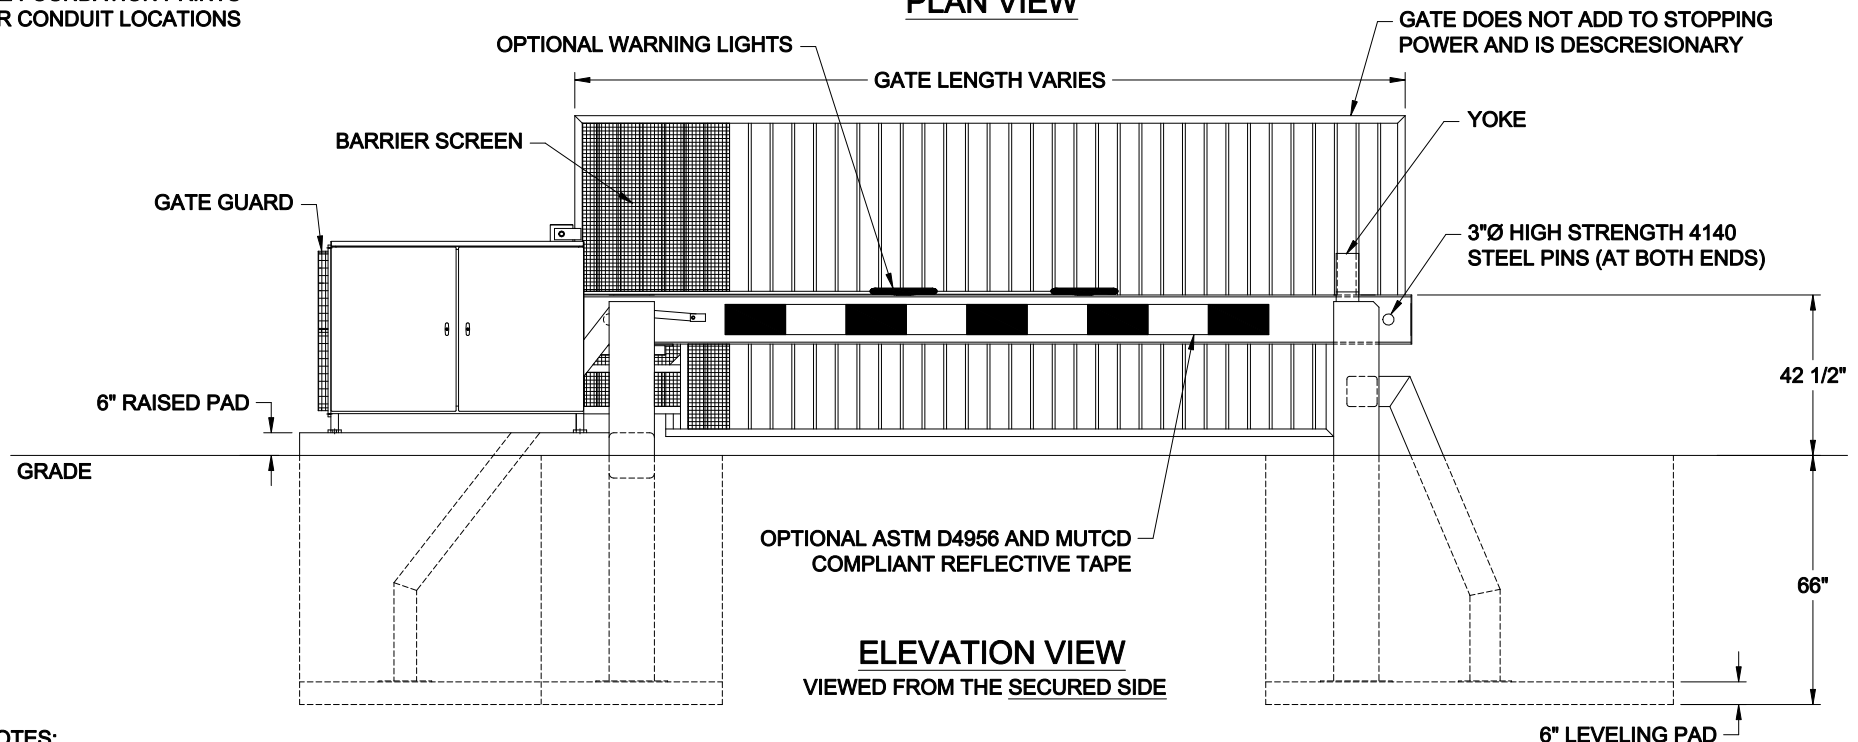 R CONDUIT LOCATIONS
PLAN VIEW
GATE DOES NOT ADD TO STOPPING
POWER AND IS DESCRESIONARY
OPTIONAL WARNING LIGHTS
GATE LENGTH VARIES
YOKE
BARRIER SCREEN
GATE GUARD
3"Ø HIGH STRENGTH 4140
STEEL PINS (AT BOTH ENDS)
42 1/2"
6" RAISED PAD
GRADE
OPTIONAL ASTM D4956 AND MUTCD
COMPLIANT REFLECTIVE TAPE
66"
ELEVATION VIEW
VIEWED FROM THE SECURED SIDE
6" LEVELING PAD
OTES: